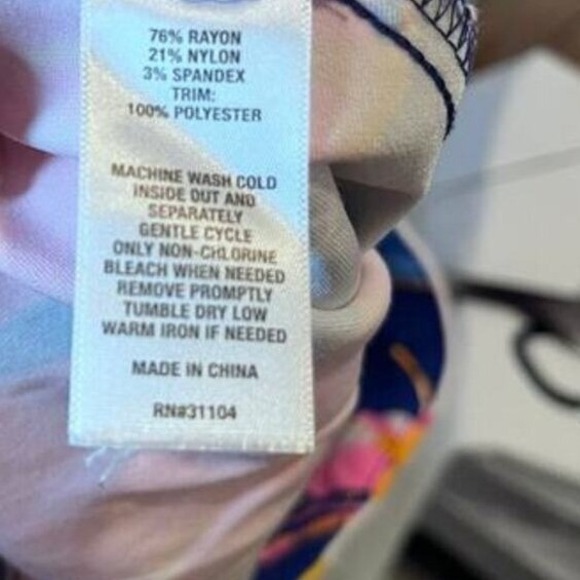 76% RAYON
21% NYLON
3% SPANDEX
TRIM:
100% POLYESTER
MACHINE WASH COLD
INSIDE OUT AND
SEPARATELY
GENTLE CYCLE
ONLY NON-CHLORINE
BLEACH WHEN NEEDED
REMOVE PROMPTLY
TUMBLE DRY LOW
WARM IRON IF NEEDED
MADE IN CHINA
RN#31104